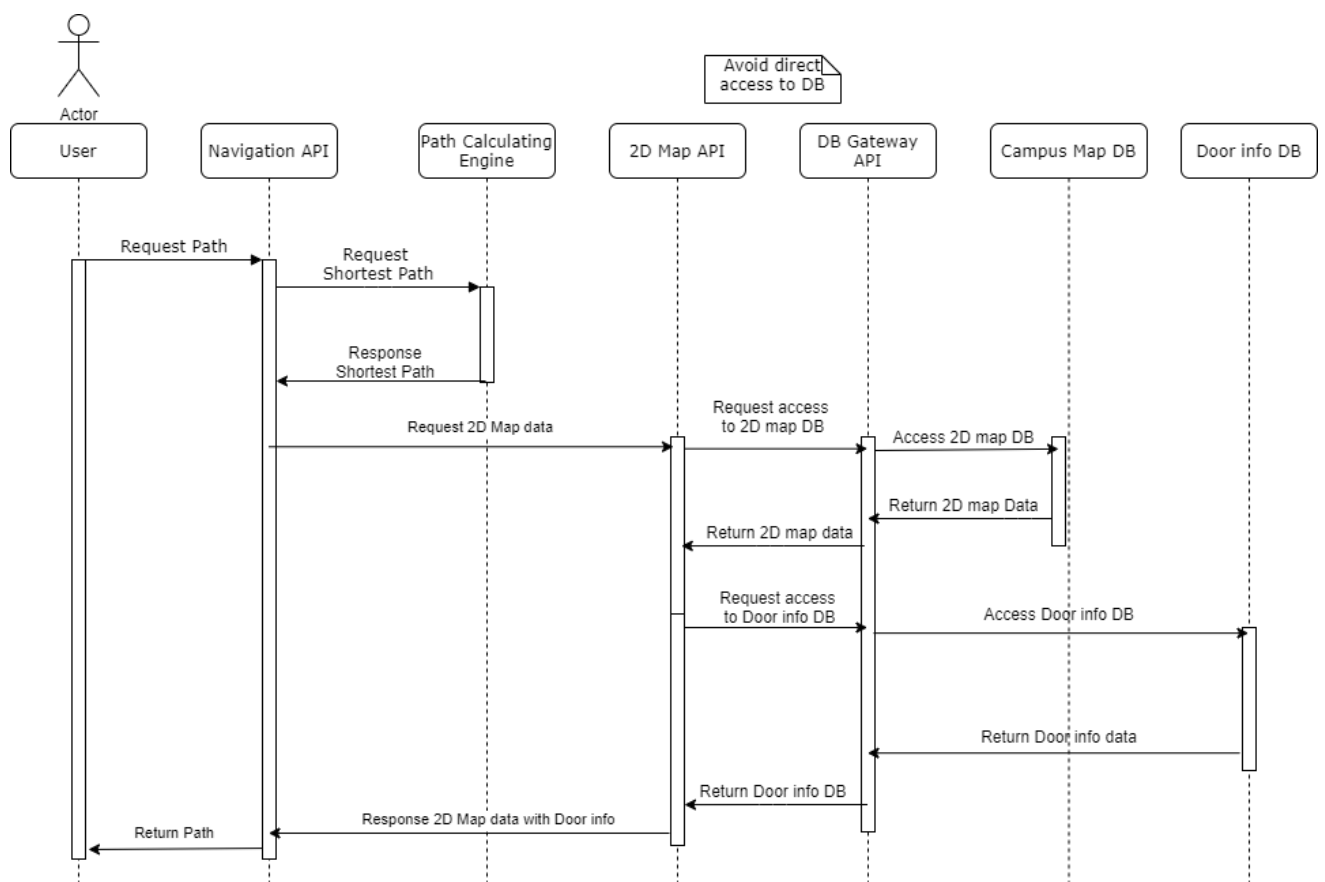 Avoid direct
access to DB
Actor
User
Navigation API
Path Calculating
Engine
2D Map API
DB Gateway
API
Campus Map DB
Door info DB
Request Path
Request
Shortest Path
Response
Shortest Path
Request 2D Map data
Request access
to 2D map DB
Access 2D map DB
Return 2D map Data
Return 2D map data
Request access
to Door info DB
Access Door info DB
Return Door info data
Return Door info DB
Response 2D Map data with Door info
Return Path